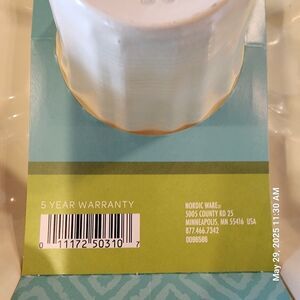 5 YEAR WARRANTY
0 11172 50310 7
NORDIC WARE®
5005 COUNTY RD 25
MINNEAPOLIS, MN 55416 USA
877.466.7342
May 29, 2025 11:30 AM